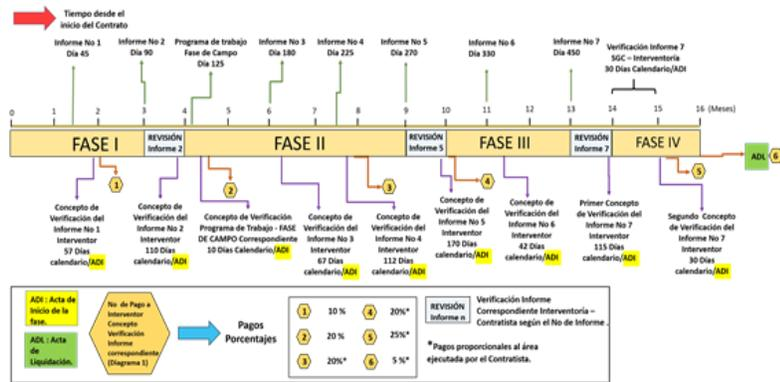 Tiempo desde el
inicio del Contrato
Informe No 1
Día 45
Informe No 2
Día 90
Programa de trabajo
Fase de Campo
Día 125
Informe No 3
Día 180
Informe No 4
Día 225
Informe No 5
Día 270
Informe No 6
Día 330
Informe No 7
Día 450
Verificación Informe 7
SGC – Interventoría
30 Días Calendario/ADI
0 1 2 3 4 5 6 7 8 9 10 11 12 13 14 15 16 (Meses)
FASE I
REVISIÓN
Informe 2
FASE II
REVISIÓN
Informe 5
FASE III
REVISIÓN
Informe 7
FASE IV
ADL
6
1
2
3
4
5
Concepto de
Verificación del
Informe No 1
Interventor
57 Días
calendario/ADI
Concepto de
Verificación del
Informe No 2
Interventor
110 Días
calendario/ADI
Concepto de Verificación
Programa de Trabajo - FASE
DE CAMPO Correspondiente
10 Días Calendario/ADI
Concepto de
Verificación del
Informe No 3
Interventor
67 Días
calendario/ADI
Concepto de
Verificación del
Informe No 4
Interventor
112 Días
calendario/ADI
Concepto de
Verificación del
Informe No 5
Interventor
170 Días
calendario/ADI
Concepto de
Verificación del
Informe No 6
Interventor
42 Días
calendario/ADI
Primer Concepto
de Verificación
del Informe No 7
Interventor
115 Días
calendario/ADI
Segundo Concepto
de Verificación del
Informe No 7
Interventor
30 Días
calendario/ADI
ADI : Acta de
Inicio de la
fase.
ADL : Acta
de
Liquidación.
No de Pago a
Interventor
Concepto
Verificación
Informe
correspondiente
(Diagrama 1)
Pagos
Porcentajes
1 10 %
4 20%*
2 20 %
5 25%*
3 20%*
6 5 %*
REVISIÓN
Informe n
Verificación Informe
Correspondiente Interventoría –
Contratista según el No de Informe .
*Pagos proporcionales al área
ejecutada por el Contratista.